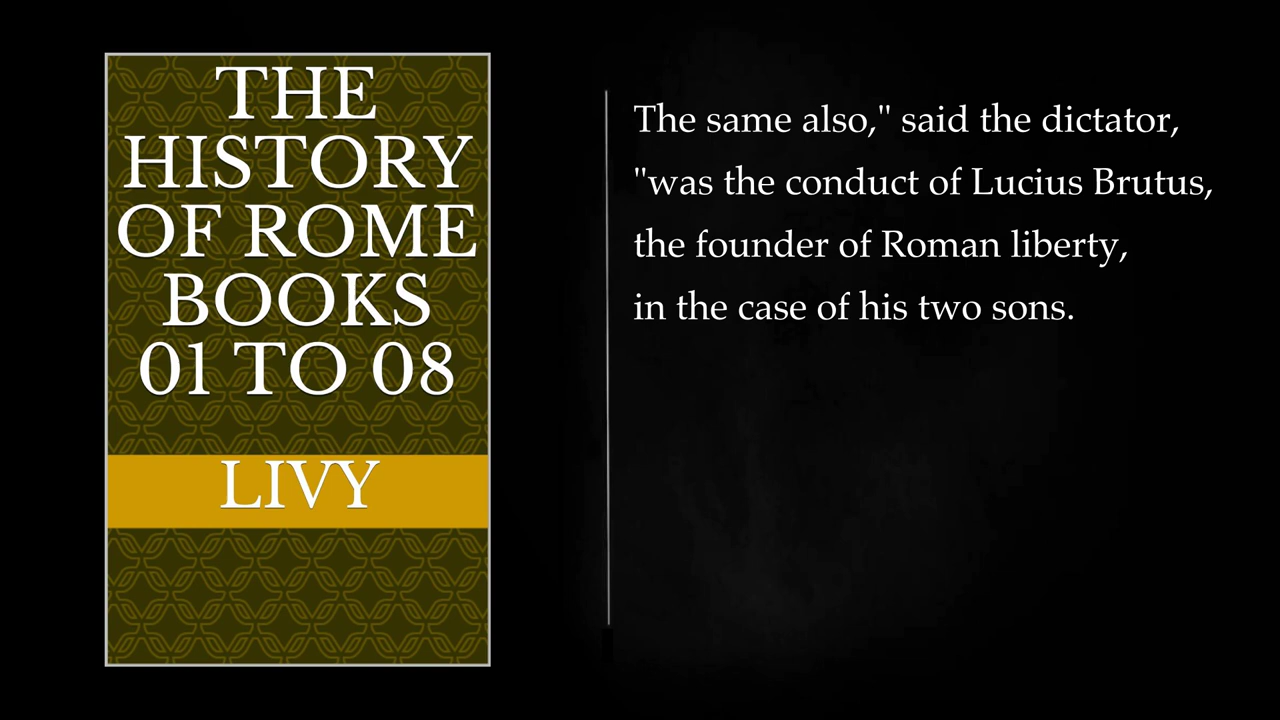 THE
HISTORY
OF ROME
BOOKS
01 TO 08
LIVY
The same also," said the dictator,
"was the conduct of Lucius Brutus,
the founder of Roman liberty,
in the case of his two sons.